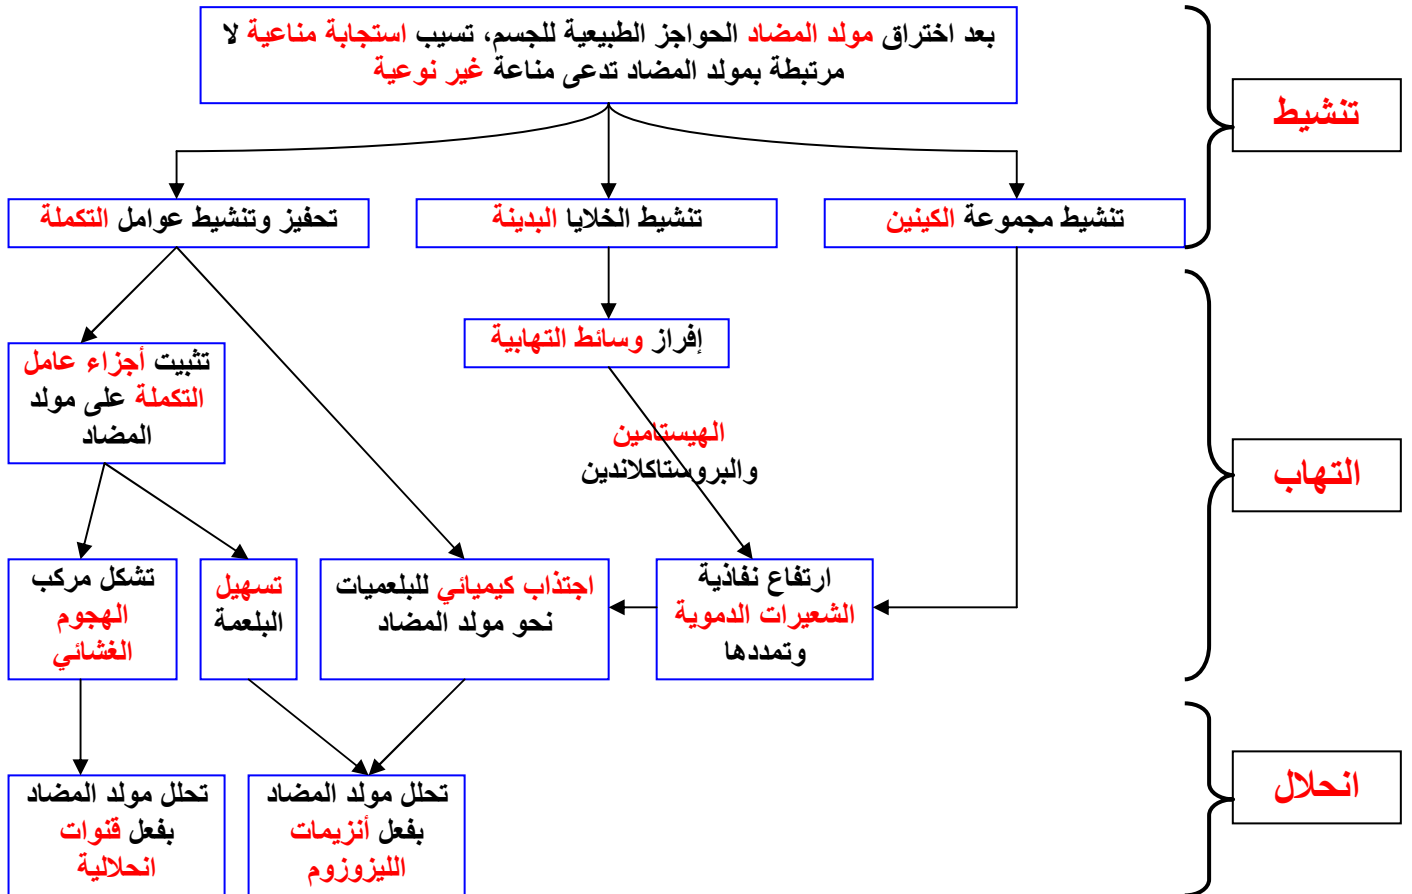 بعد اختراق مولد المضاد الحواجز الطبيعية للجسم، تسيب استجابة مناعية لا
مرتبطة بمولد المضاد تدعى مناعة غير نوعية
تنشيط
تنشيط مجموعة الكينين
تنشيط الخلايا البدينة
تحفيز وتنشيط عوامل التكملة
إفراز وسائط التهابية
تثبيت أجزاء عامل
التكملة على مولد
المضاد
الهيستامين
والبروستاكلاندين
التهاب
ارتفاع نفاذية
الشعيرات الدموية
وتمددها
اجتذاب كيميائي للبلعميات
نحو مولد المضاد
تسهيل
البلعمة
تشكل مركب
الهجوم
الغشائي
انحلال
تحلل مولد المضاد
بفعل أنزيمات
الليزوزوم
تحلل مولد المضاد
بفعل قنوات
انحلالية